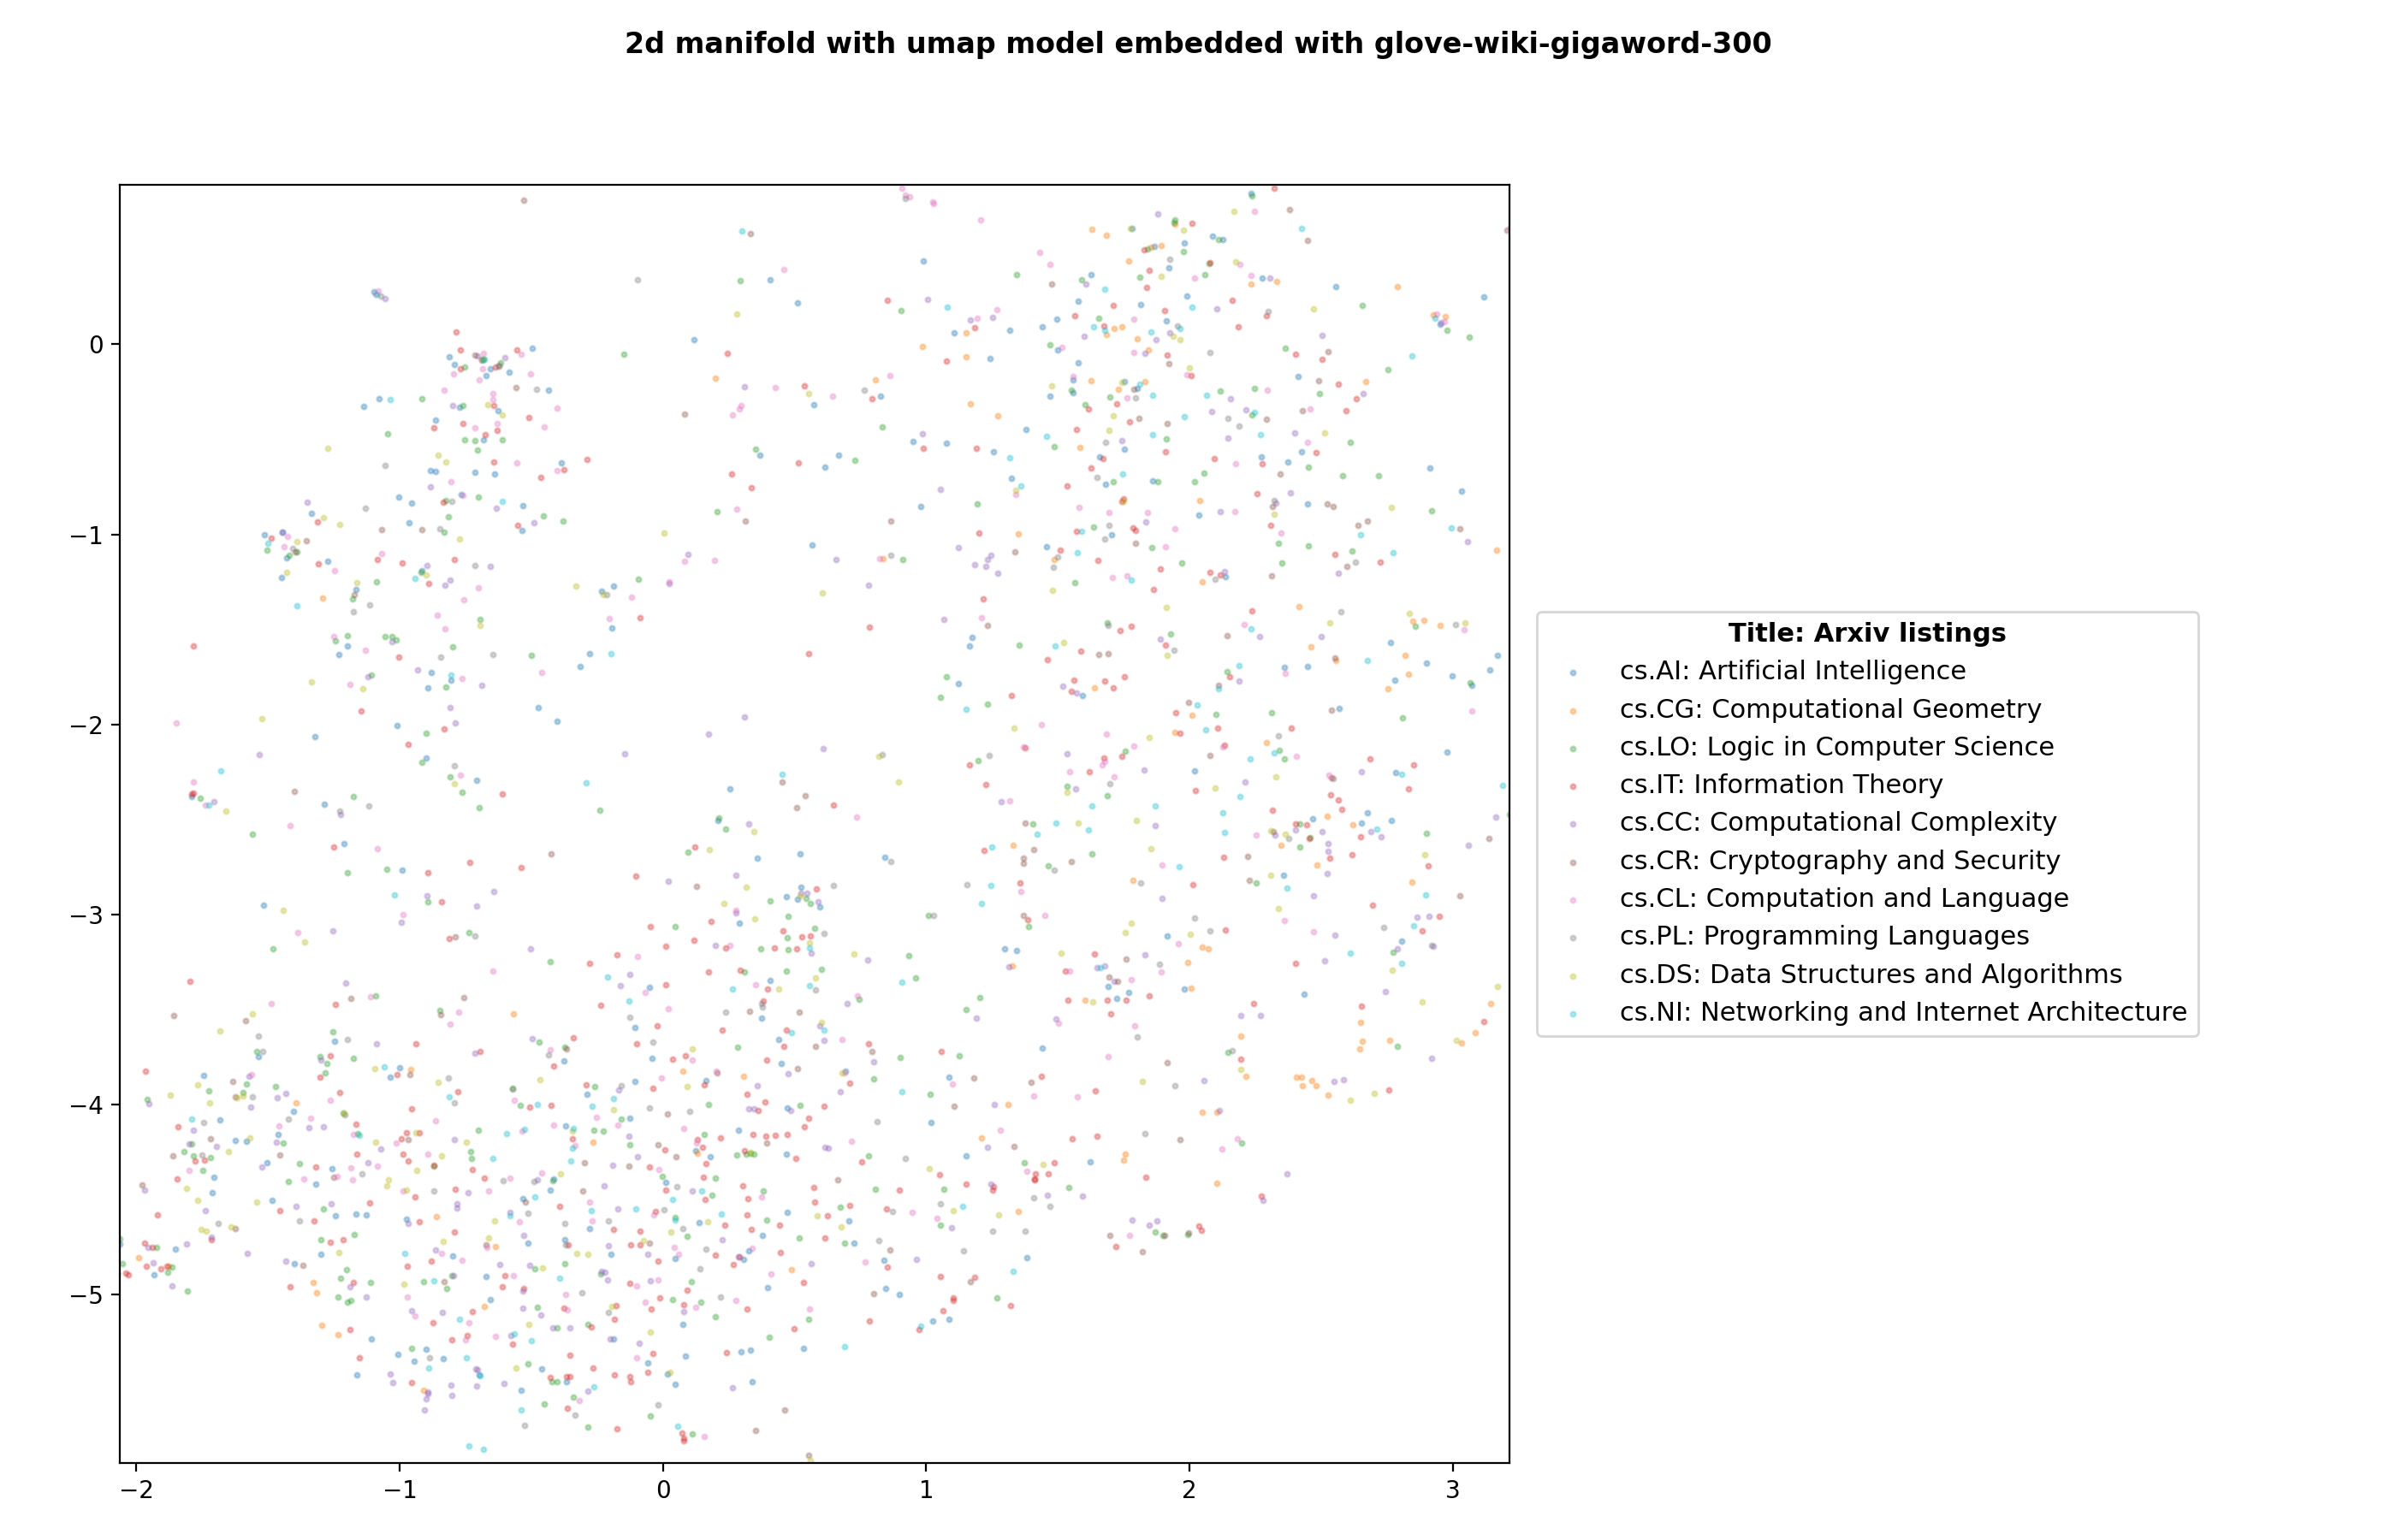 2d manifold with umap model embedded with glove-wiki-gigaword-300
0
−1
−2
−3
−4
−5
−2
−1
0
1
2
3
Title: Arxiv listings
cs.AI: Artificial Intelligence
cs.CG: Computational Geometry
cs.LO: Logic in Computer Science
cs.IT: Information Theory
cs.CC: Computational Complexity
cs.CR: Cryptography and Security
cs.CL: Computation and Language
cs.PL: Programming Languages
cs.DS: Data Structures and Algorithms
cs.NI: Networking and Internet Architecture